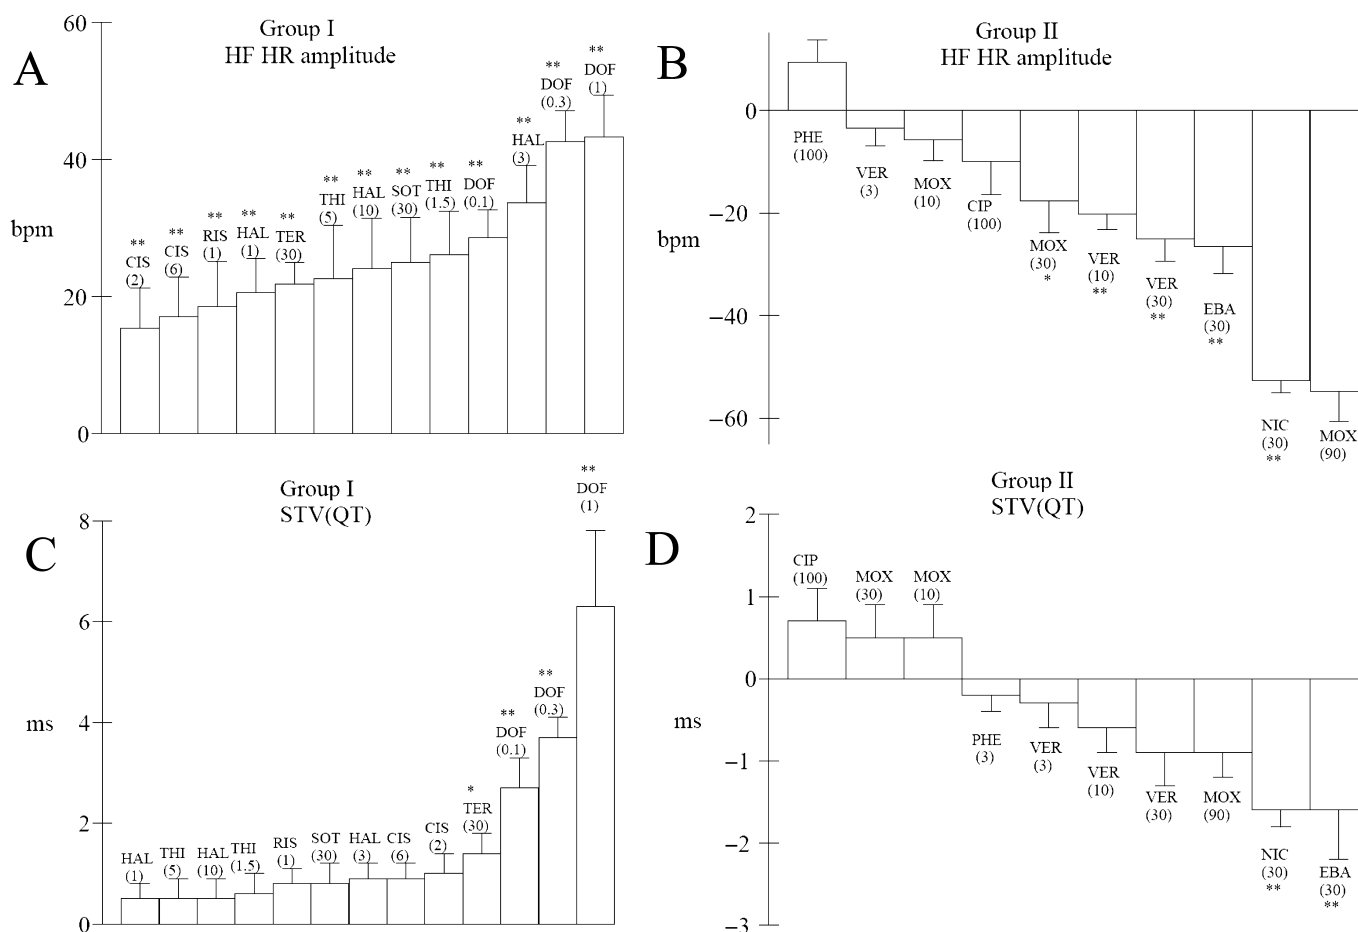 A
Group I
HF HR amplitude
60
40
20
0
bpm
**
CIS
(2)
**
CIS
(6)
**
RIS
(1)
**
HAL
(1)
**
TER
(30)
**
THI
(5)
**
HAL
(10)
**
SOT
(30)
**
THI
(1.5)
**
DOF
(0.1)
**
HAL
(3)
**
DOF
(0.3)
**
DOF
(1)
B
Group II
HF HR amplitude
0
−20
−40
−60
bpm
PHE
(100)
VER
(3)
MOX
(10)
CIP
(100)
MOX
(30)
*
VER
(10)
**
VER
(30)
**
EBA
(30)
**
NIC
(30)
**
MOX
(90)
C
Group I
STV(QT)
8
6
4
2
0
ms
HAL
(1)
THI
(5)
HAL
(10)
THI
(1.5)
RIS
(1)
SOT
(30)
HAL
(3)
CIS
(6)
CIS
(2)
*
TER
(30)
**
DOF
(0.1)
**
DOF
(0.3)
**
DOF
(1)
D
Group II
STV(QT)
2
1
0
−1
−2
−3
ms
CIP
(100)
MOX
(30)
MOX
(10)
PHE
(3)
VER
(3)
VER
(10)
VER
(30)
MOX
(90)
NIC
(30)
**
EBA
(30)
**